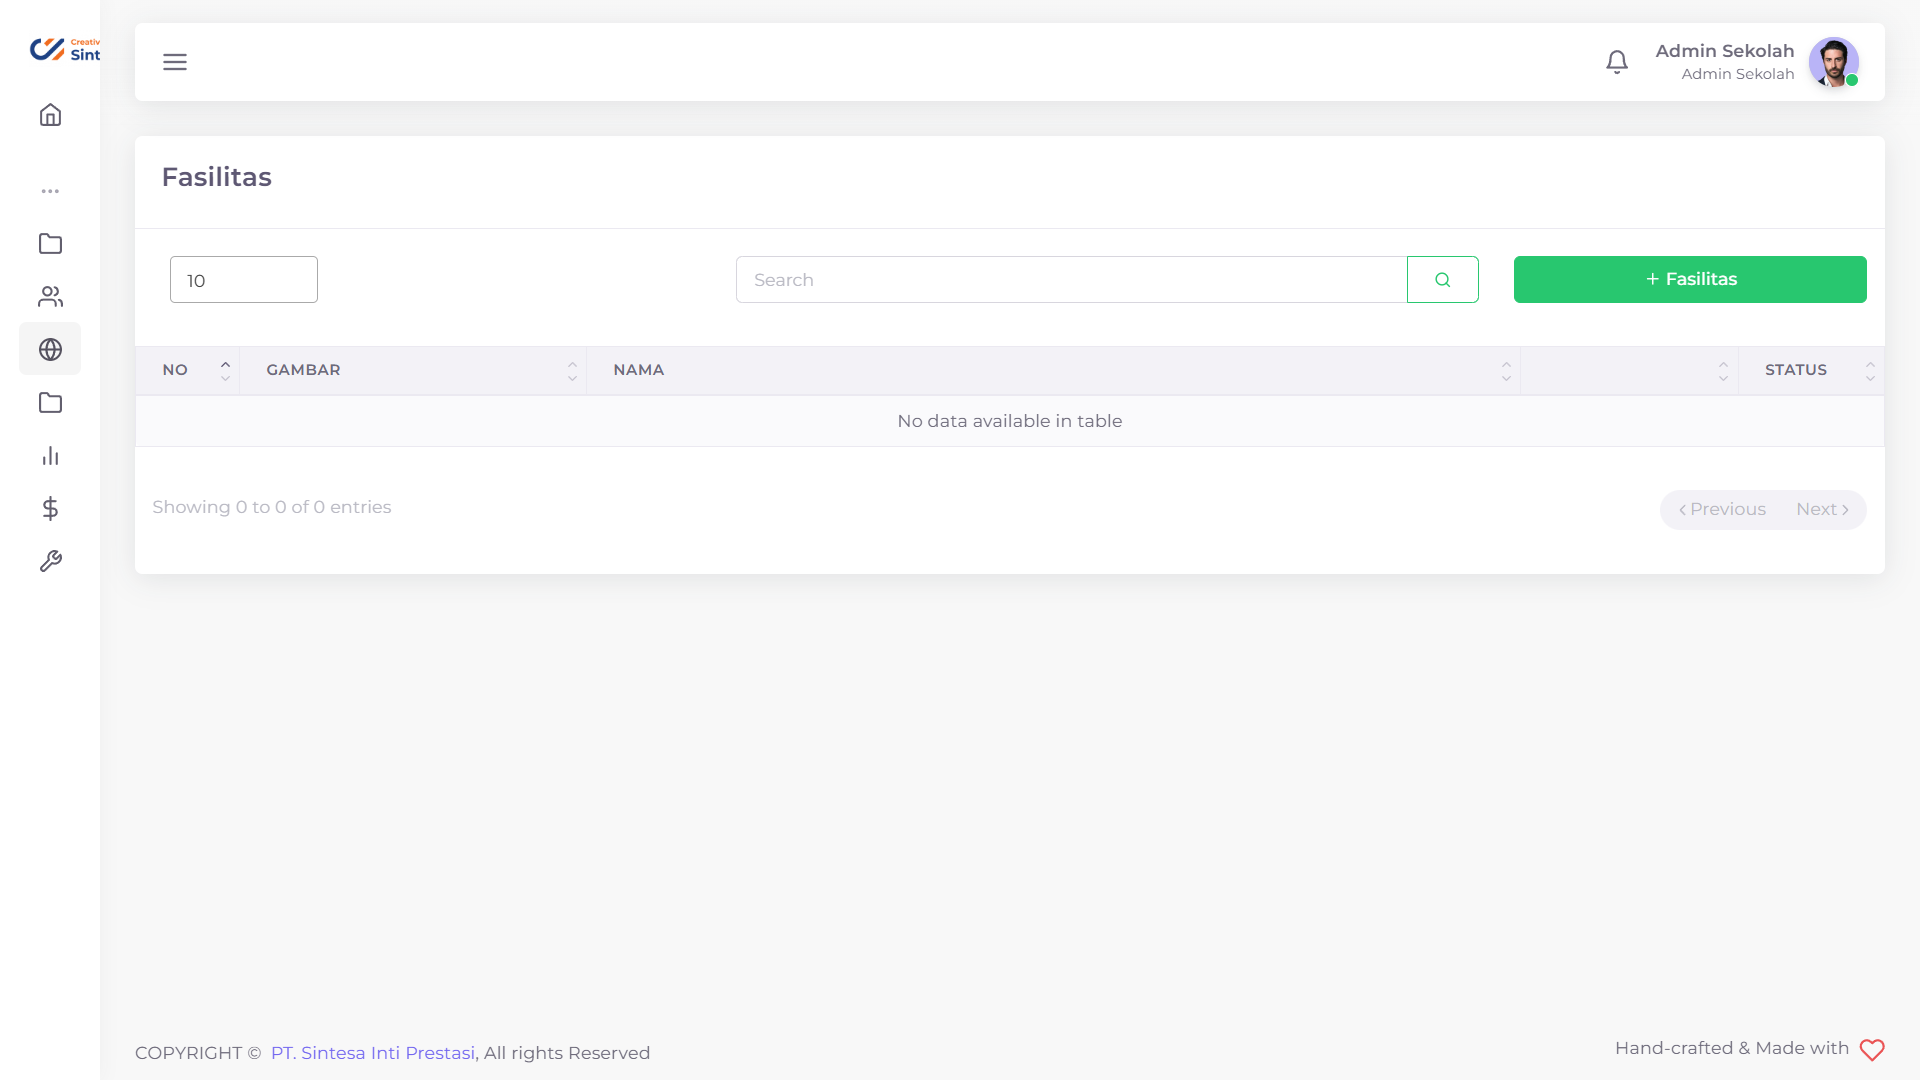 Creativ
Sint
Admin Sekolah
Admin Sekolah
Fasilitas
10
Search
+ Fasilitas
NO GAMBAR NAMA STATUS
No data available in table
Showing 0 to 0 of 0 entries
Previous Next
COPYRIGHT © PT. Sintesa Inti Prestasi, All rights Reserved
Hand-crafted & Made with